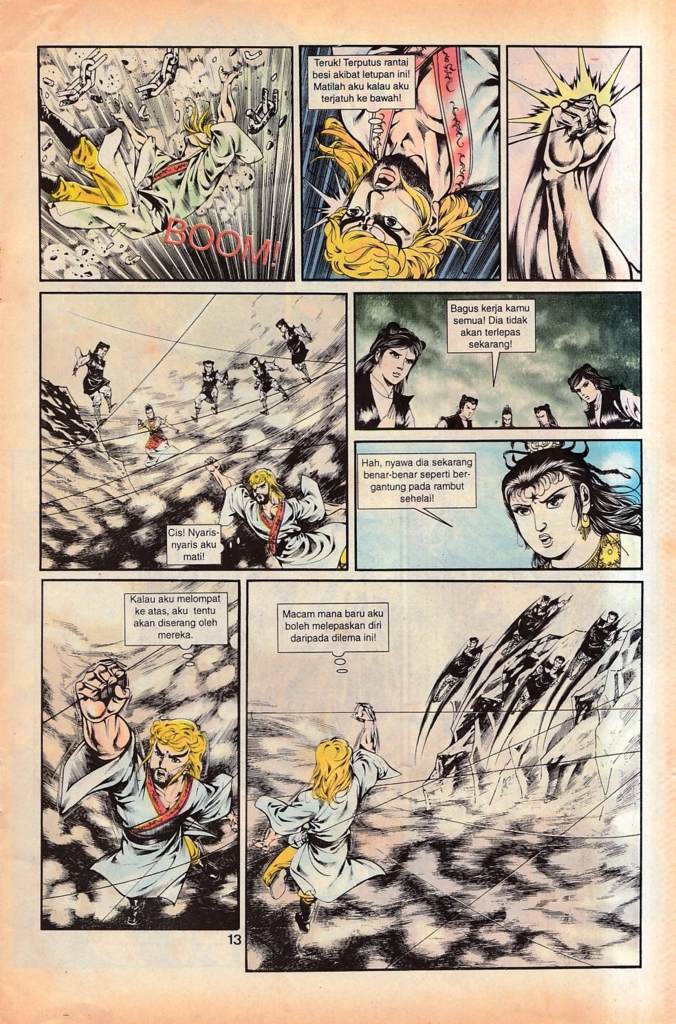 BOOM!
Teruk! Terputus rantai
besi akibat letupan ini!
Matilah aku kalau aku
terjatuh ke bawah!
Cis! Nyaris-
nyaris aku
mati!
Bagus kerja kamu
semua! Dia tidak
akan terlepas
sekarang!
Hah, nyawa dia sekarang
benar-benar seperti ber-
gantung pada rambut
sehelai!
Kalau aku melompat
ke atas, aku tentu
akan diserang oleh
mereka.
Macam mana baru aku
boleh melepaskan diri
daripada dilema ini!
13